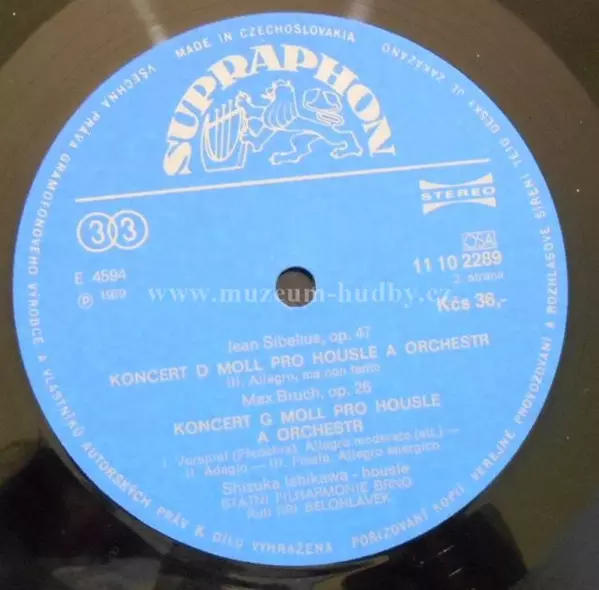 MADE IN CZECHOSLOVAKIA
SUPRAPHON
STEREO
33
OSA
E 4594
11 10 2289
℗ 1979
2. strana
Kčs 36,-
www.muzeum-hudby.cz
Jean Sibelius, op. 47
KONCERT D MOLL PRO HOUSLE A ORCHESTR
III. Allegro, ma non tanto
Max Bruch, op. 26
KONCERT G MOLL PRO HOUSLE
A ORCHESTR
I. Vorspiel (Předehra). Allegro moderato (att.) —
II. Adagio — III. Finale. Allegro energico
Shizuka Ishikawa - housle
STÁTNÍ FILHARMONIE BRNO
Řídí JIŘÍ BĚLOHLÁVEK
VŠECHNA PRÁVA GRAMOFONOVÉHO VÝROBCE A VLASTNÍKŮ AUTORSKÝCH PRÁV K DÍLU VYHRAŽENA POŘIZOVÁNÍ KOPIÍ VEŘEJNÉ PROVOZOVÁNÍ A ROZHLASOVÉ ŠÍŘENÍ TÉTO DESKY JE ZAKÁZÁNO